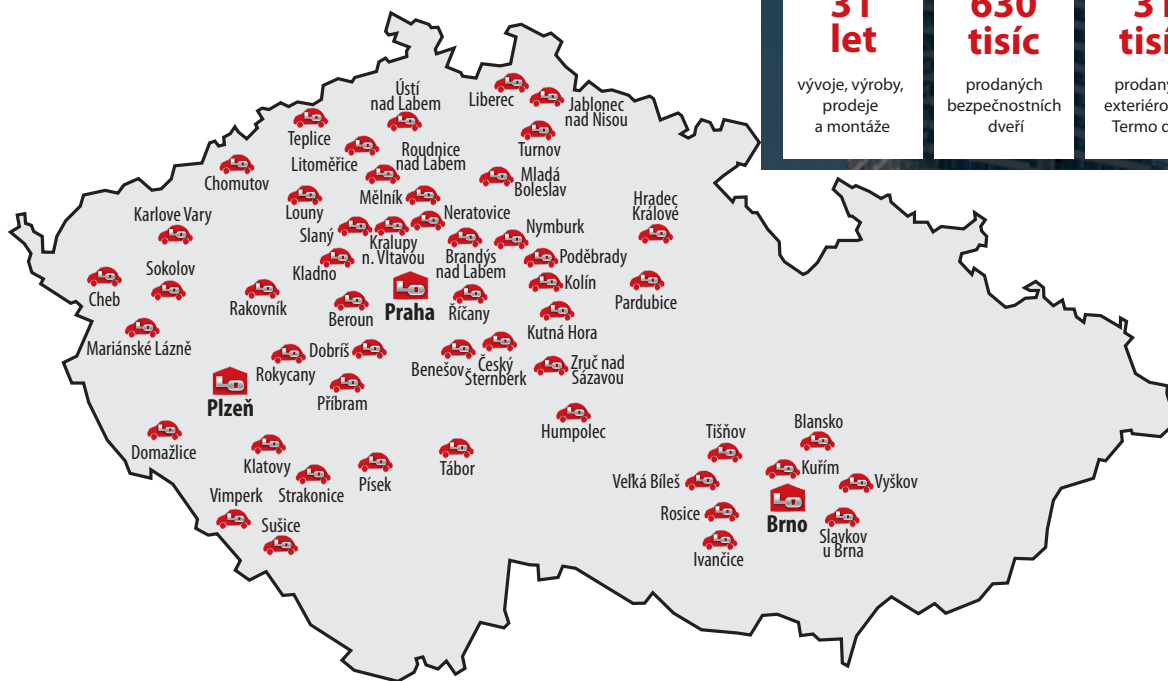 31
let
vývoje, výroby,
prodeje
a montáže
630
tisíc
prodaných
bezpečnostních
dveří
Ústí
nad Labem
Liberec
Jablonec
nad Nisou
Teplice
Turnov
Litoměřice
Roudnice
nad Labem
Chomutov
Mladá
Boleslav
Mělník
Louny
Karlove Vary
Neratovice
Hradec
Králové
Slaný
Kralupy
n. Vltavou
Nymburk
Brandýs
nad Labem
Poděbrady
Kladno
Sokolov
Cheb
Kolín
Rakovník
Beroun
Praha
Říčany
Pardubice
Kutná Hora
Mariánské Lázně
Dobříš
Rokycany
Benešov
Český
Šternberk
Zruč nad
Sázavou
Příbram
Plzeň
Humpolec
Domažlice
Klatovy
Strakonice
Písek
Tábor
Vimperk
Sušice
Tišňov
Blansko
Kuřím
Veľká Bíleš
Vyškov
Rosice
Brno
Slavkov
u Brna
Ivančice